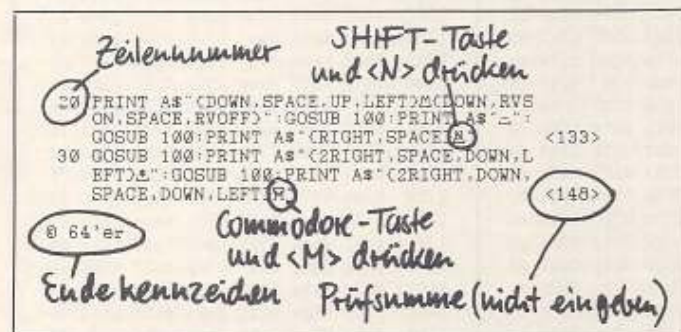 Zeilennummer
SHIFT-Taste
und <N> drücken
20 PRINT A$"{DOWN,SPACE,UP,LEFT}M{DOWN,RVS
ON,SPACE,RVOFF}":GOSUB 100:PRINT A$"_":
GOSUB 100:PRINT A$"{RIGHT,SPACE}N" <133>
30 GOSUB 100:PRINT A$"{2RIGHT,SPACE,DOWN,L
EFT}":GOSUB 100:PRINT A$"{2RIGHT,DOWN,
SPACE,DOWN,LEFT}M" <148>
© 64'er
Commodore-Taste
und <M> drücken
Endekennzeichen
Prüfsumme (nicht eingeben)